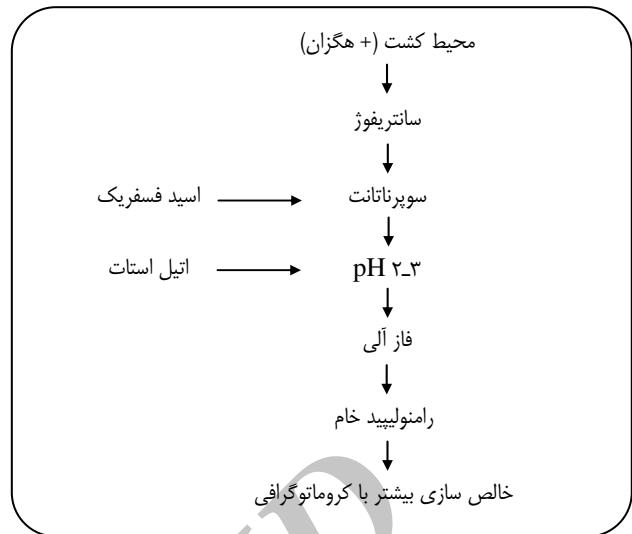 محیط کشت (+ هگزان)
سانتریفوژ
سوپرناتانت
اسید فسفریک
pH ۲-۳
اتیل استات
فاز آلی
رامنولیپید خام
خالص سازی بیشتر با کروماتوگرافی